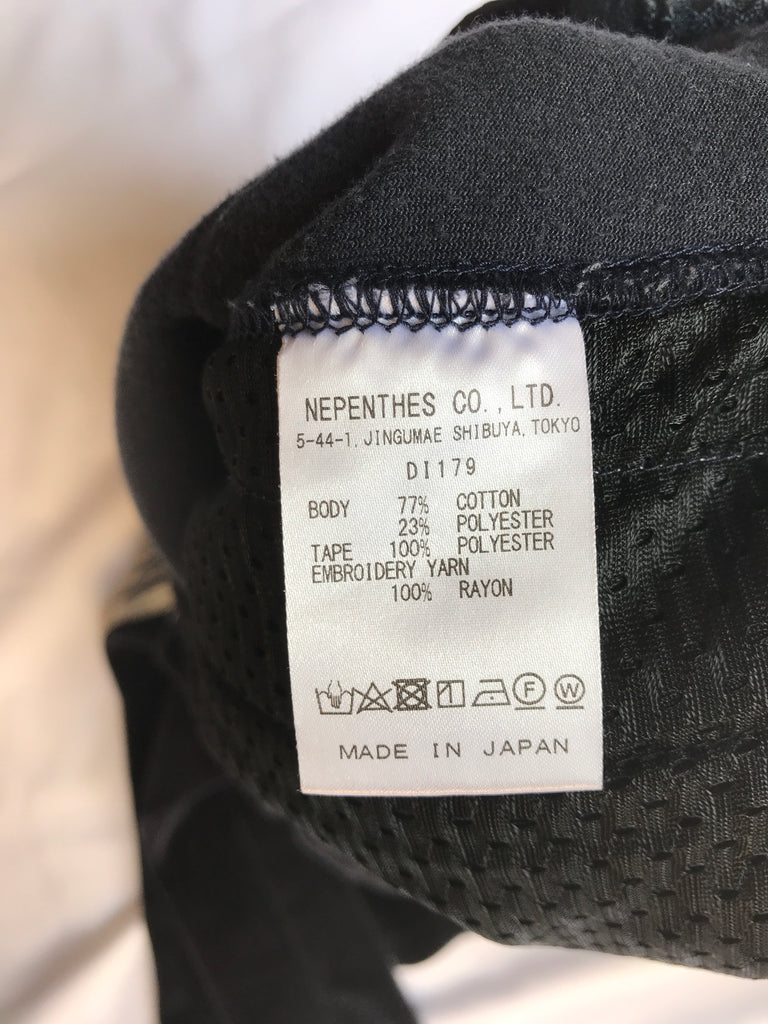 NEPENTHES CO., LTD.
5-44-1, JINGUMAE SHIBUYA, TOKYO
DI179
BODY 77% COTTON
23% POLYESTER
TAPE 100% POLYESTER
EMBROIDERY YARN
100% RAYON
F W
MADE IN JAPAN